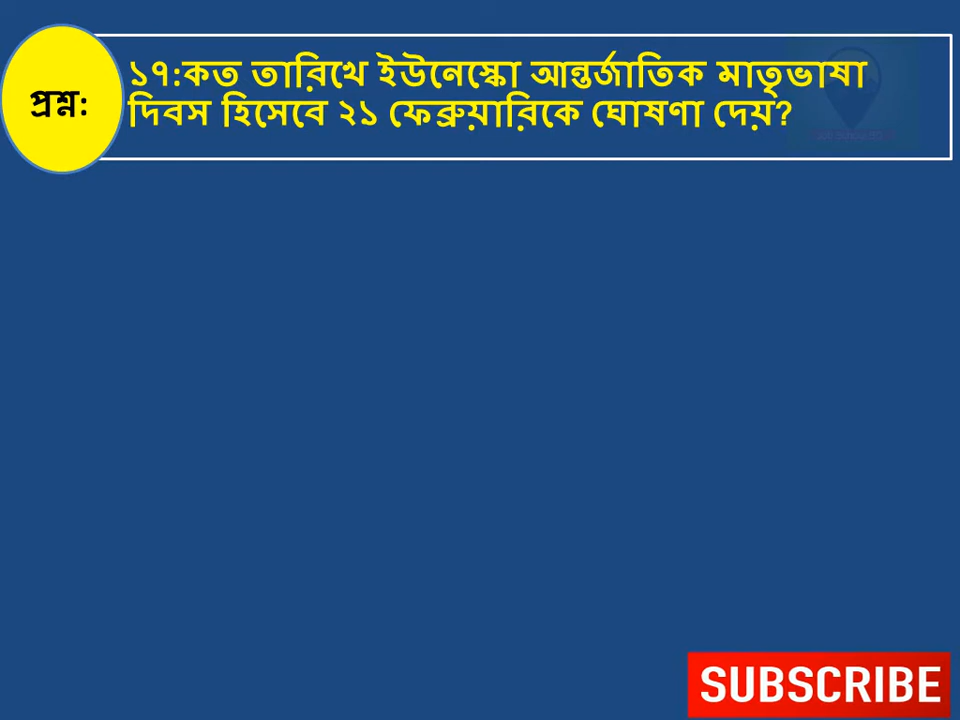 প্রশ্ন:
১৭:কত তারিখে ইউনেস্কো আন্তর্জাতিক মাতৃভাষা
দিবস হিসেবে ২১ ফেব্রুয়ারিকে ঘোষণা দেয়?
SUBSCRIBE